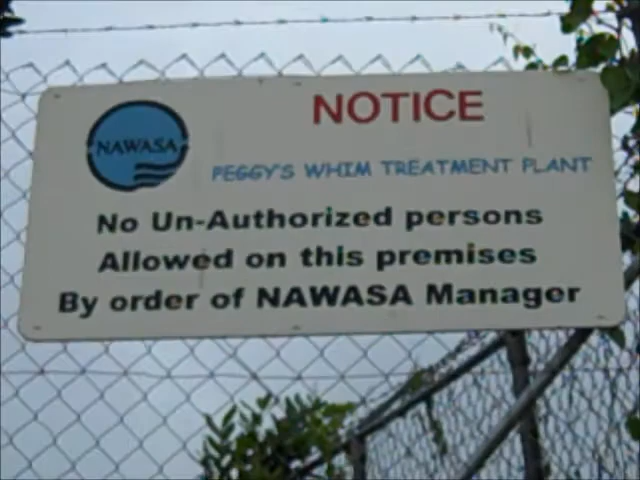 NAWASA
NOTICE
PEGGY'S WHIM TREATMENT PLANT
No Un-Authorized persons
Allowed on this premises
By order of NAWASA Manager